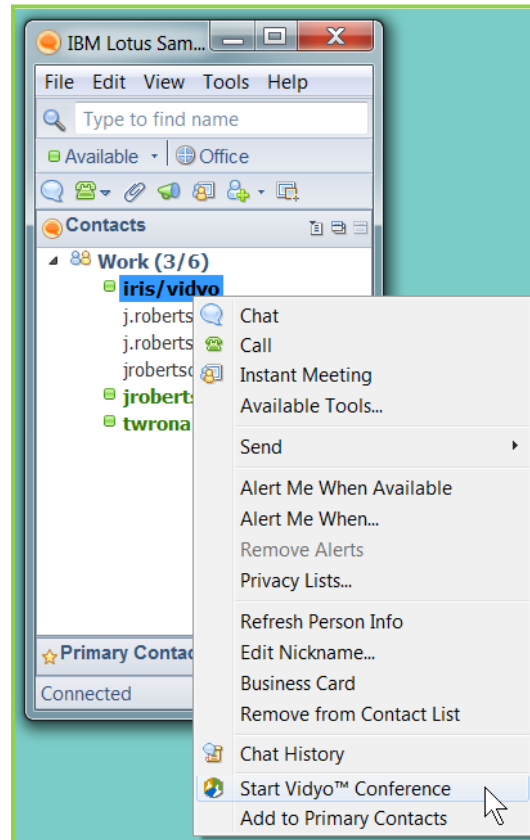 IBM Lotus Sam...
File Edit View Tools Help
Type to find name
Available Office
Contacts
Work (3/6)
iris/vidyo
j.roberts
j.roberts
jrobertso
jroberts
twrona
Primary Contac
Connected
Chat
Call
Instant Meeting
Available Tools...
Send
Alert Me When Available
Alert Me When...
Remove Alerts
Privacy Lists...
Refresh Person Info
Edit Nickname...
Business Card
Remove from Contact List
Chat History
Start Vidyo™ Conference
Add to Primary Contacts